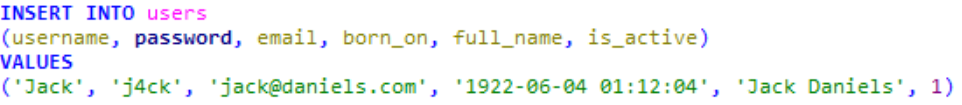 INSERT INTO users
(username, password, email, born_on, full_name, is_active)
VALUES
('Jack', 'j4ck', 'jack@daniels.com', '1922-06-04 01:12:04', 'Jack Daniels', 1)